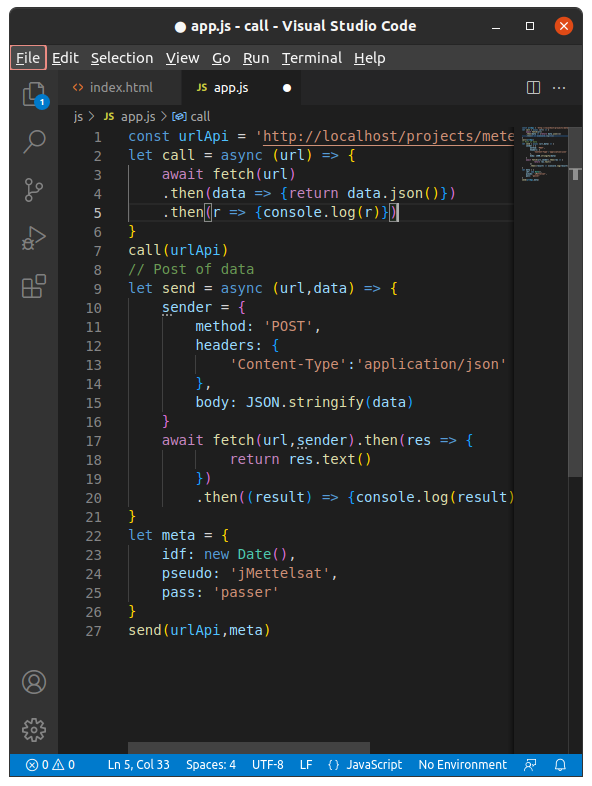 ● app.js - call - Visual Studio Code
File Edit Selection View Go Run Terminal Help
index.html JS app.js
js > JS app.js > call
1 const urlApi = 'http://localhost/projects/mete
2 let call = async (url) => {
3 await fetch(url)
4 .then(data => {return data.json()})
5 .then(r => {console.log(r)})
6 }
7 call(urlApi)
8 // Post of data
9 let send = async (url,data) => {
10 sender = {
11 method: 'POST',
12 headers: {
13 'Content-Type':'application/json'
14 },
15 body: JSON.stringify(data)
16 }
17 await fetch(url,sender).then(res => {
18 return res.text()
19 })
20 .then((result) => {console.log(result)
21 }
22 let meta = {
23 idf: new Date(),
24 pseudo: 'jMettelsat',
25 pass: 'passer'
26 }
27 send(urlApi,meta)
1
0 0 Ln 5, Col 33 Spaces: 4 UTF-8 LF {} JavaScript No Environment